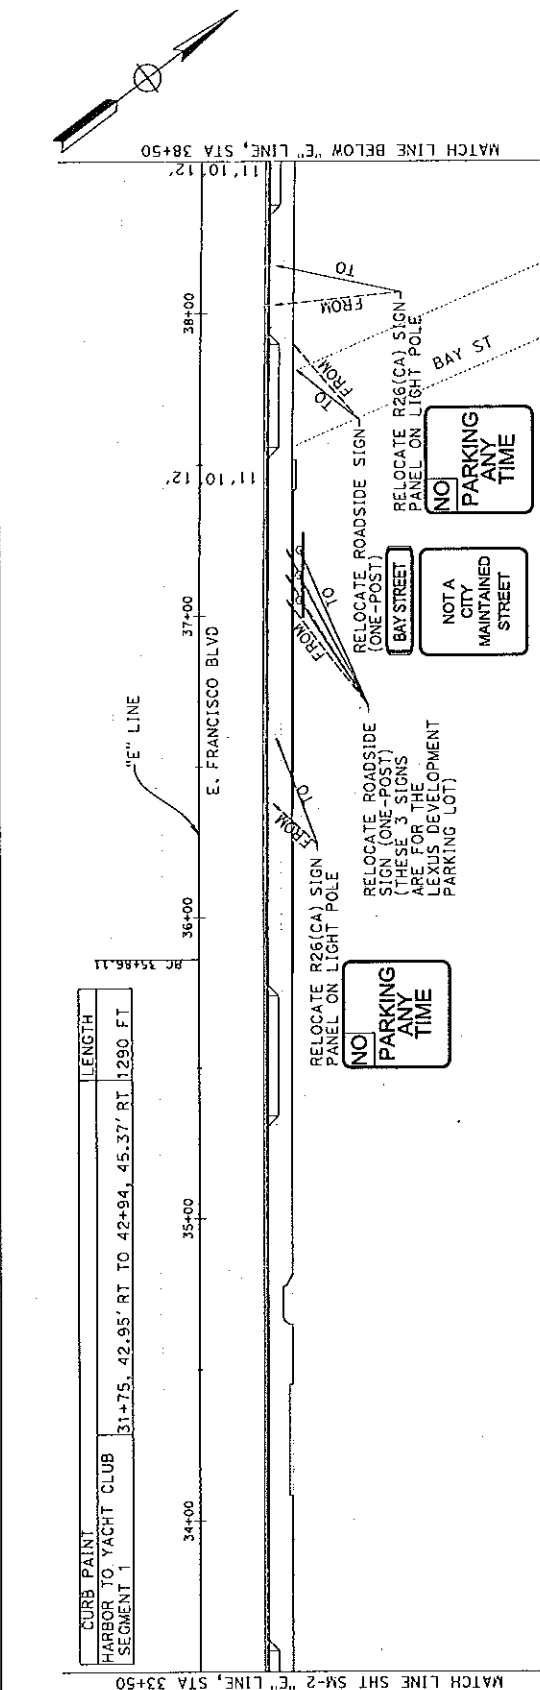 CURB PAINT LENGTH
HARBOR TO YACHT CLUB
SEGMENT 1 31+75, 42.95' RT TO 42+94, 45.37' RT 1290 FT
BC 35+86.11
"E" LINE
34+00 35+00 36+00 37+00 38+00
E. FRANCISCO BLVD
11' 10' 12'
11' 10' 12'
MATCH LINE SHT SM-2 "E" LINE, STA 33+50
MATCH LINE BELOW "E" LINE, STA 38+50
FROM
TO
RELOCATE R26(CA) SIGN
PANEL ON LIGHT POLE
NO
PARKING
ANY
TIME
FROM
TO
RELOCATE ROADSIDE
SIGN (ONE-POST)
(THESE 3 SIGNS
ARE FOR THE
LEXUS DEVELOPMENT
PARKING LOT)
TO
FROM
RELOCATE ROADSIDE SIGN
(ONE-POST)
BAY STREET
NOT A
CITY
MAINTAINED
STREET
FROM
TO
RELOCATE R26(CA) SIGN
PANEL ON LIGHT POLE
NO
PARKING
ANY
TIME
BAY ST